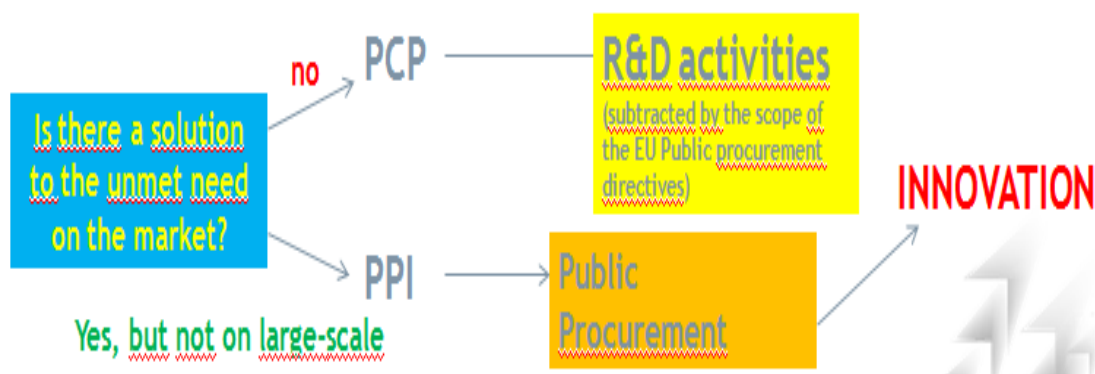 Is there a solution
to the unmet need
on the market?
no
PCP
R&D activities
(subtracted by the scope of
the EU Public procurement
directives)
Yes, but not on large-scale
PPI
Public
Procurement
INNOVATION